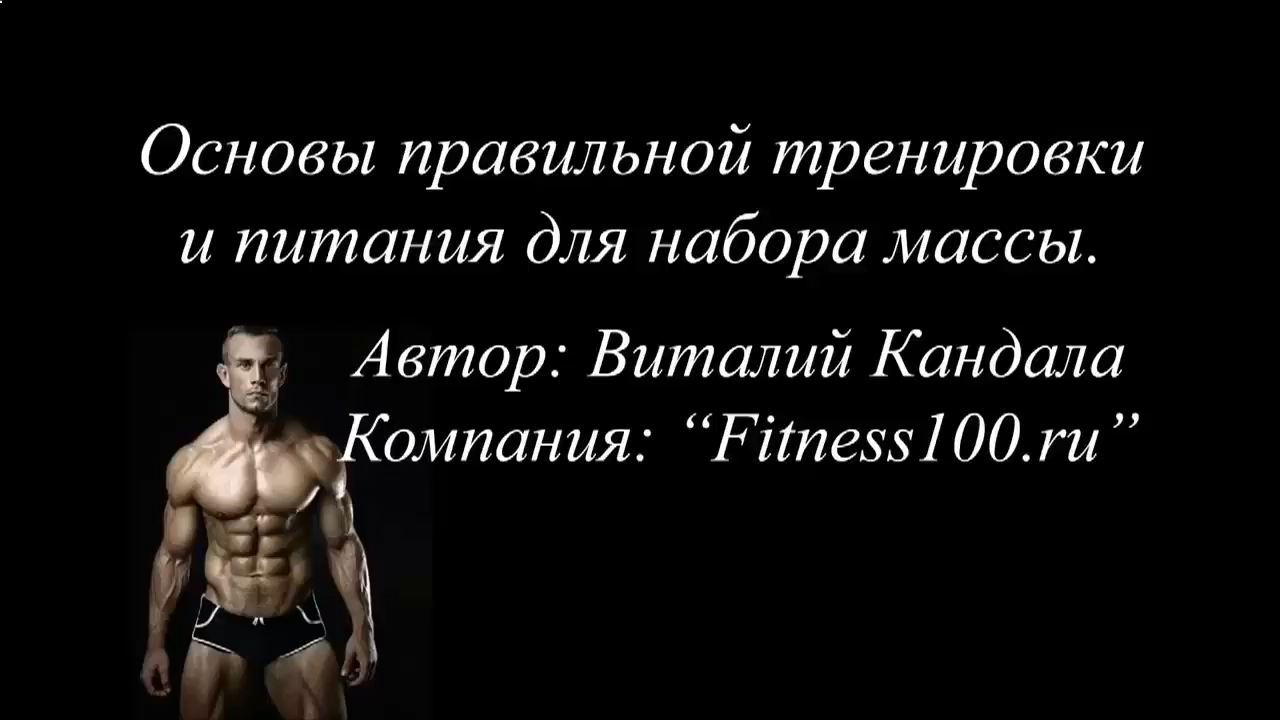 Основы правильной тренировки
и питания для набора массы.
Автор: Виталий Кандала
Компания: “Fitness100.ru”